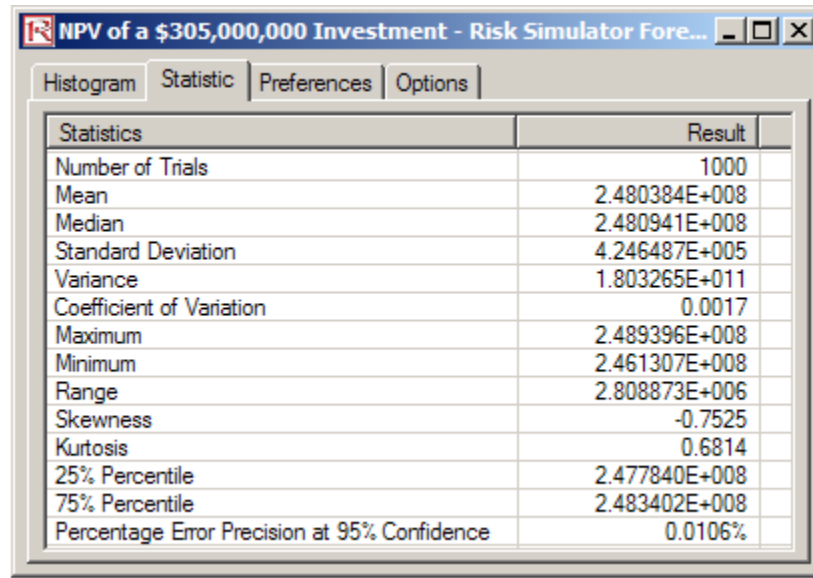 NPV of a $305,000,000 Investment - Risk Simulator Fore...
Histogram Statistic Preferences Options
Statistics Result
Number of Trials 1000
Mean 2.480384E+008
Median 2.480941E+008
Standard Deviation 4.246487E+005
Variance 1.803265E+011
Coefficient of Variation 0.0017
Maximum 2.489396E+008
Minimum 2.461307E+008
Range 2.808873E+006
Skewness -0.7525
Kurtosis 0.6814
25% Percentile 2.477840E+008
75% Percentile 2.483402E+008
Percentage Error Precision at 95% Confidence 0.0106%